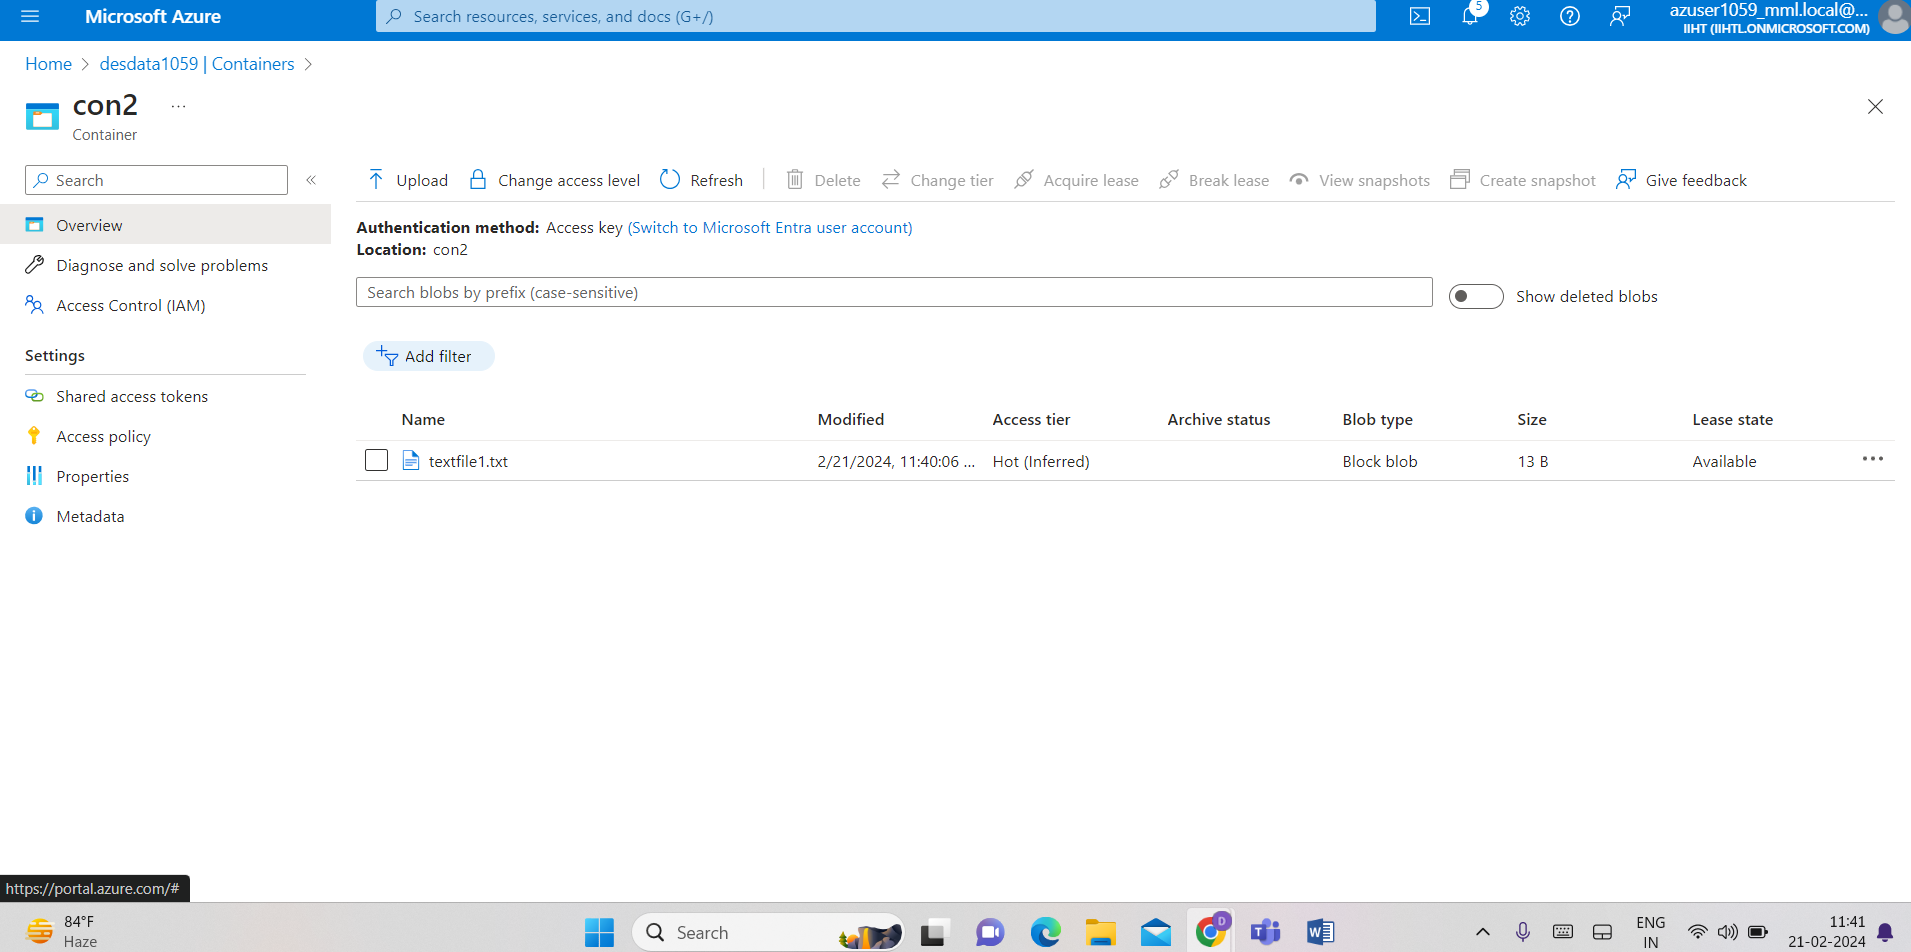 Microsoft Azure
Search resources, services, and docs (G+/)
5
azuser1059_mml.local@...
IIHT (IIHTL.ONMICROSOFT.COM)
Home > desdata1059 | Containers >
con2 ...
Container
Search «
Upload Change access level Refresh Delete Change tier Acquire lease Break lease View snapshots Create snapshot Give feedback
Overview
Diagnose and solve problems
Access Control (IAM)
Settings
Shared access tokens
Access policy
Properties
Metadata
Authentication method: Access key (Switch to Microsoft Entra user account)
Location: con2
Search blobs by prefix (case-sensitive)
Show deleted blobs
Add filter
Name Modified Access tier Archive status Blob type Size Lease state
textfile1.txt 2/21/2024, 11:40:06 ... Hot (Inferred) Block blob 13 B Available ...
https://portal.azure.com/#
84°F
Haze
Search
D
ENG
IN
11:41
21-02-2024